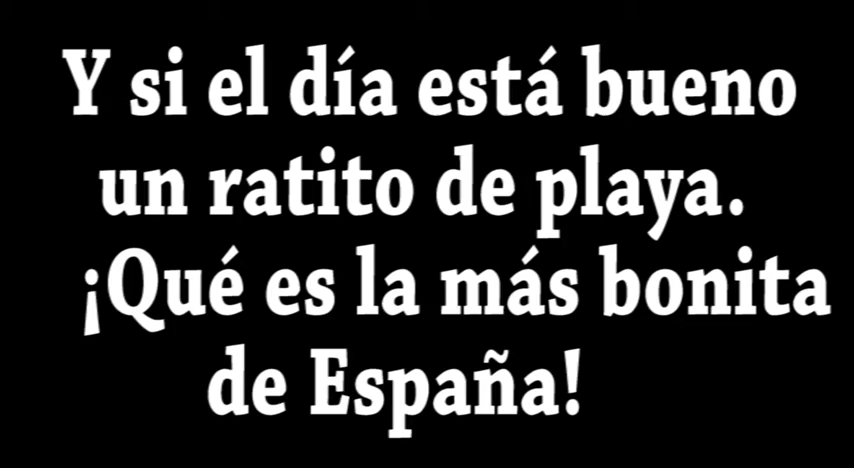 Y si el día está bueno
un ratito de playa.
¡Qué es la más bonita
de España!